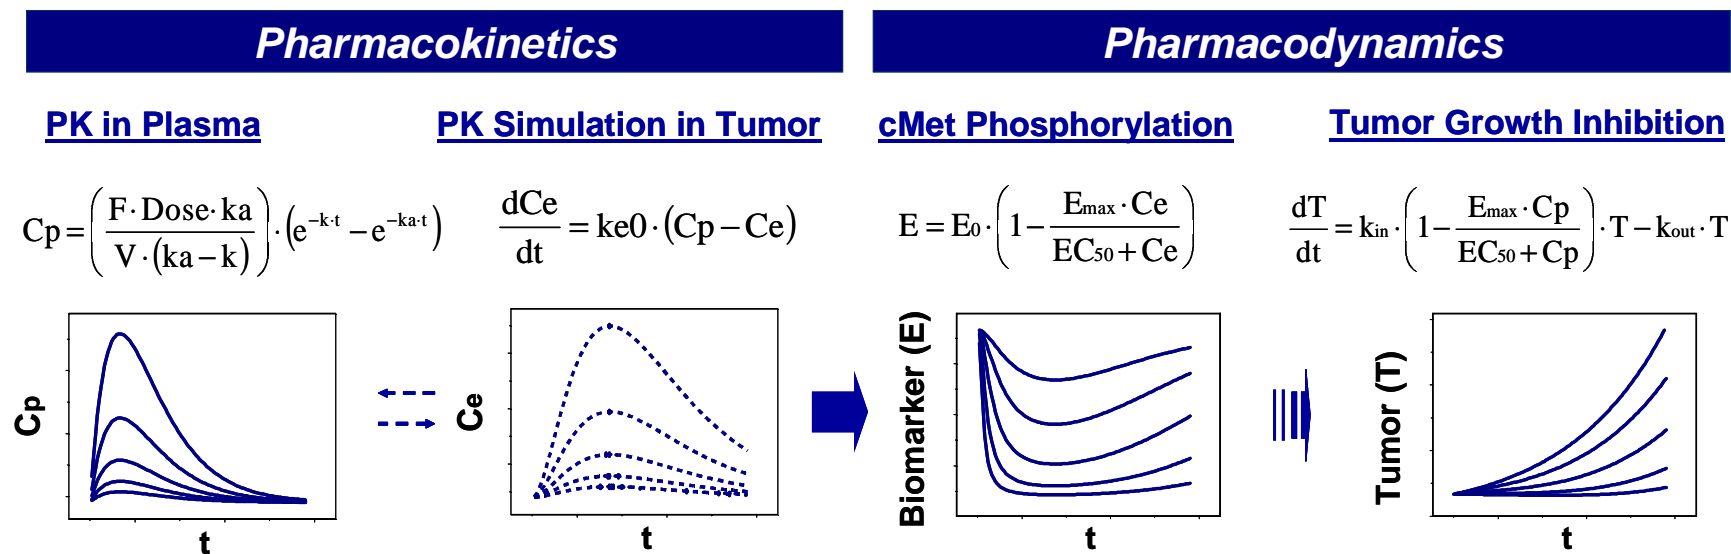 Pharmacokinetics
Pharmacodynamics
PK in Plasma
PK Simulation in Tumor
cMet Phosphorylation
Tumor Growth Inhibition
Cp = (F·Dose·ka / V·(ka − k)) · (e^{−k·t} − e^{−ka·t})
dCe/dt = ke0·(Cp − Ce)
E = E0 · (1 − Emax·Ce / EC50 + Ce)
dT/dt = kin · (1 − Emax·Cp / EC50 + Cp) · T − kout · T
Cp
t
Ce
t
Biomarker (E)
t
Tumor (T)
t